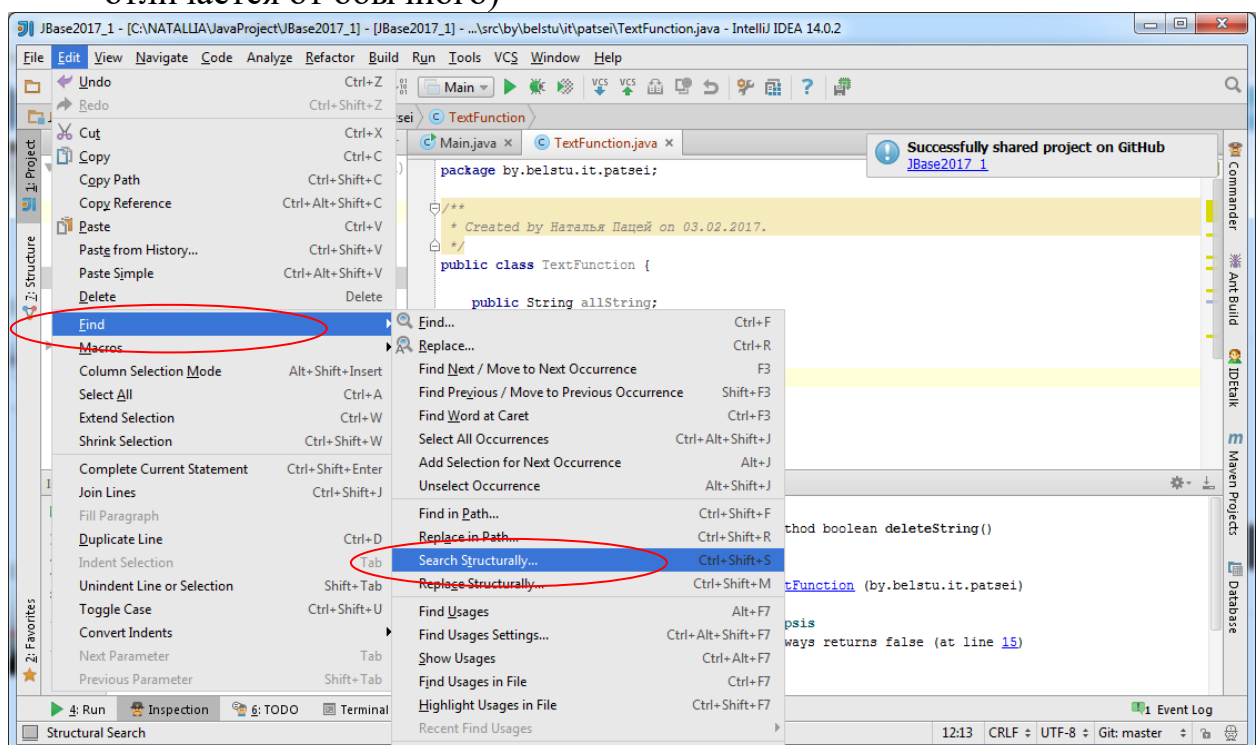 отличается от обычного)
JBase2017_1 - [C:\NATALLIA\JavaProject\JBase2017_1] - [JBase2017_1] - ...\src\by\belstu\it\patsei\TextFunction.java - IntelliJ IDEA 14.0.2
File Edit View Navigate Code Analyze Refactor Build Run Tools VCS Window Help
Undo Ctrl+Z
Main
VCS VCS
Redo Ctrl+Shift+Z
sei TextFunction
Cut Ctrl+X
Main.java TextFunction.java
Copy Ctrl+C
Copy Path Ctrl+Shift+C
Copy Reference Ctrl+Alt+Shift+C
Paste Ctrl+V
Paste from History... Ctrl+Shift+V
Paste Simple Ctrl+Alt+Shift+V
Delete Delete
Find
Macros
Column Selection Mode Alt+Shift+Insert
Select All Ctrl+A
Extend Selection Ctrl+W
Shrink Selection Ctrl+Shift+W
Complete Current Statement Ctrl+Shift+Enter
Join Lines Ctrl+Shift+J
Fill Paragraph
Duplicate Line Ctrl+D
Indent Selection Tab
Unindent Line or Selection Shift+Tab
Toggle Case Ctrl+Shift+U
Convert Indents
Next Parameter Tab
Previous Parameter Shift+Tab
package by.belstu.it.patsei;
/**
* Created by Наталья Пацей on 03.02.2017.
*/
public class TextFunction {
public String allString;
Successfully shared project on GitHub
JBase2017_1
Find... Ctrl+F
Replace... Ctrl+R
Find Next / Move to Next Occurrence F3
Find Previous / Move to Previous Occurrence Shift+F3
Find Word at Caret Ctrl+F3
Select All Occurrences Ctrl+Alt+Shift+J
Add Selection for Next Occurrence Alt+J
Unselect Occurrence Alt+Shift+J
Find in Path... Ctrl+Shift+F
Replace in Path... Ctrl+Shift+R
Search Structurally... Ctrl+Shift+S
Replace Structurally... Ctrl+Shift+M
Find Usages Alt+F7
Find Usages Settings... Ctrl+Alt+Shift+F7
Show Usages Ctrl+Alt+F7
Find Usages in File Ctrl+F7
Highlight Usages in File Ctrl+Shift+F7
Recent Find Usages
thod boolean deleteString()
tFunction (by.belstu.it.patsei)
psis
ways returns false (at line 15)
1: Project
7: Structure
2: Favorites
Commander
Ant Build
IDEtalk
m Maven Projects
Database
4: Run Inspection 6: TODO Terminal
1 Event Log
Structural Search
12:13 CRLF UTF-8 Git: master